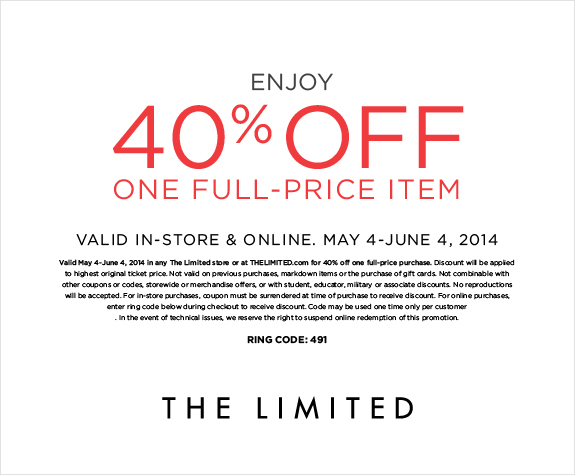 ENJOY
40% OFF
ONE FULL-PRICE ITEM
VALID IN-STORE & ONLINE. MAY 4-JUNE 4, 2014
Valid May 4-June 4, 2014 in any The Limited store or at THELIMITED.com for 40% off one full-price purchase. Discount will be applied
to highest original ticket price. Not valid on previous purchases, markdown items or the purchase of gift cards. Not combinable with
other coupons or codes, storewide or merchandise offers, or with student, educator, military or associate discounts. No reproductions
will be accepted. For in-store purchases, coupon must be surrendered at time of purchase to receive discount. For online purchases,
enter ring code below during checkout to receive discount. Code may be used one time only per customer
. In the event of technical issues, we reserve the right to suspend online redemption of this promotion.
RING CODE: 491
THE LIMITED